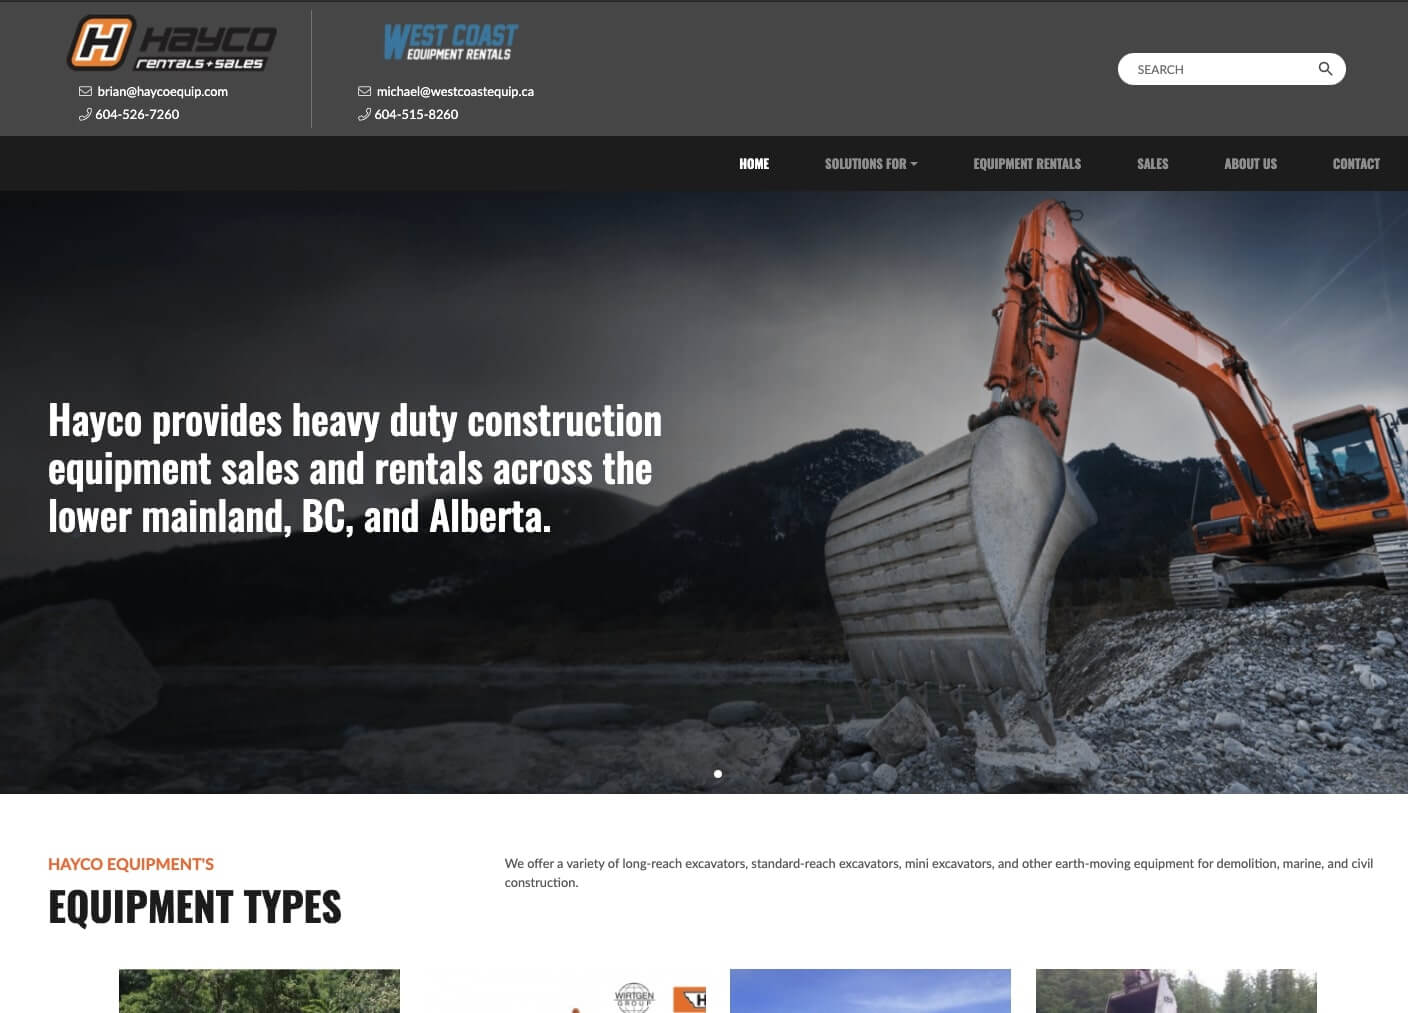 H HAYCO
rentals+sales
brian@haycoequip.com
604-526-7260
WEST COAST
EQUIPMENT RENTALS
michael@westcoastequip.ca
604-515-8260
SEARCH
HOME
SOLUTIONS FOR
EQUIPMENT RENTALS
SALES
ABOUT US
CONTACT
Hayco provides heavy duty construction
equipment sales and rentals across the
lower mainland, BC, and Alberta.
HAYCO EQUIPMENT'S
EQUIPMENT TYPES
We offer a variety of long-reach excavators, standard-reach excavators, mini excavators, and other earth-moving equipment for demolition, marine, and civil
construction.
WIRTGEN
GROUP
H